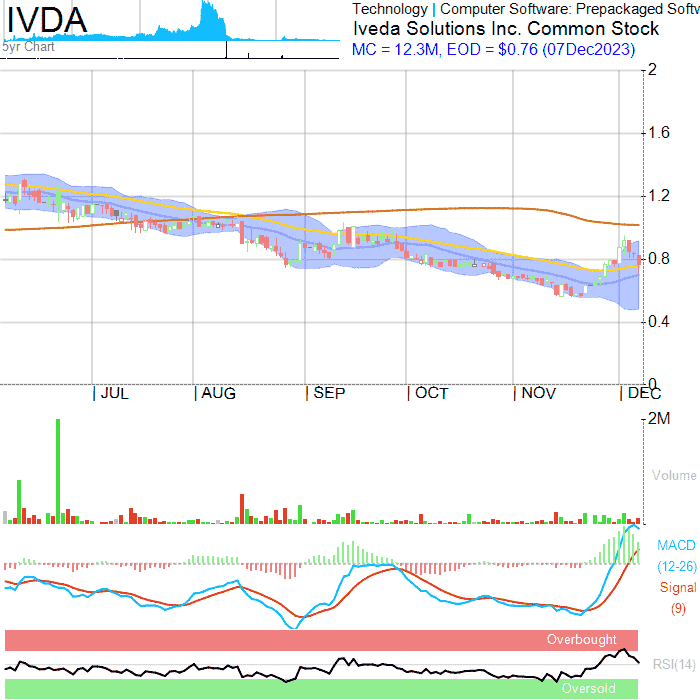 IVDA
5yr Chart
Technology | Computer Software: Prepackaged Softw
Iveda Solutions Inc. Common Stock
MC = 12.3M, EOD = $0.76 (07Dec2023)
2
1.6
1.2
0.8
0.4
0
| JUL | AUG | SEP | OCT | NOV | DEC
2M
Volume
MACD
(12-26)
Signal
(9)
Overbought
RSI(14)
Oversold